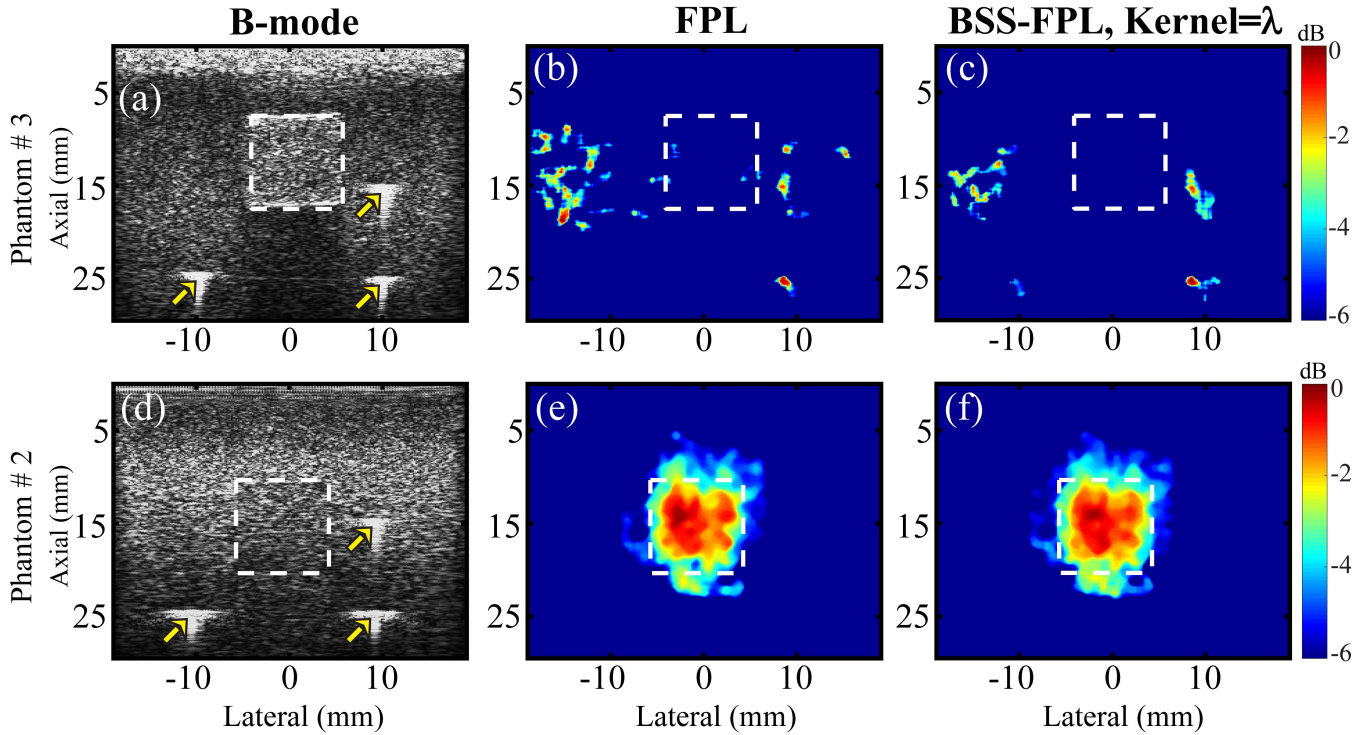 B-mode FPL BSS-FPL, Kernel=λ
dB
(a) (b) (c)
Phantom # 3
Axial (mm)
5 5 5
15 15 15
25 25 25
0
-2
-4
-6
-10 0 10 -10 0 10 -10 0 10
dB
(d) (e) (f)
Phantom # 2
Axial (mm)
5 5 5
15 15 15
25 25 25
0
-2
-4
-6
-10 0 10 -10 0 10 -10 0 10
Lateral (mm) Lateral (mm) Lateral (mm)